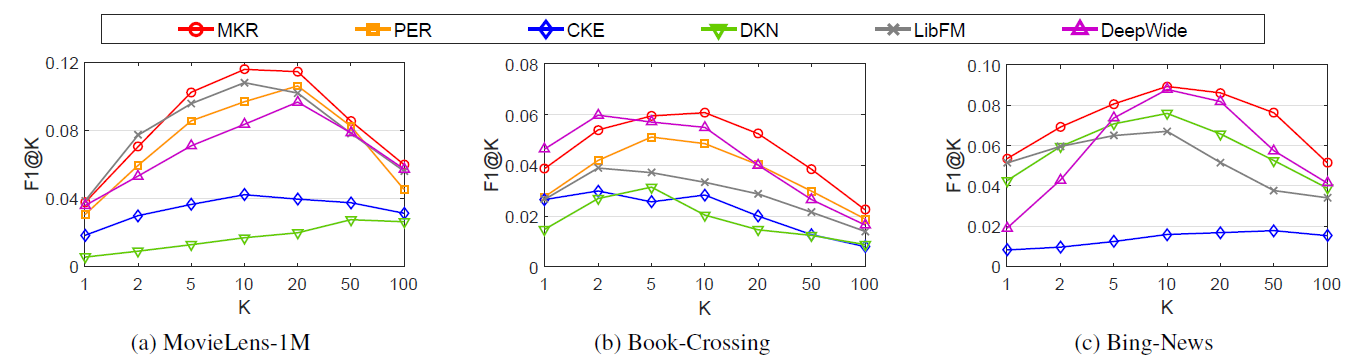 MKR PER CKE DKN LibFM DeepWide
0.12
0.08
0.04
0
F1@K
1 2 5 10 20 50 100
K
(a) MovieLens-1M
0.08
0.06
0.04
0.02
0
F1@K
1 2 5 10 20 50 100
K
(b) Book-Crossing
0.10
0.08
0.06
0.04
0.02
0
F1@K
1 2 5 10 20 50 100
K
(c) Bing-News